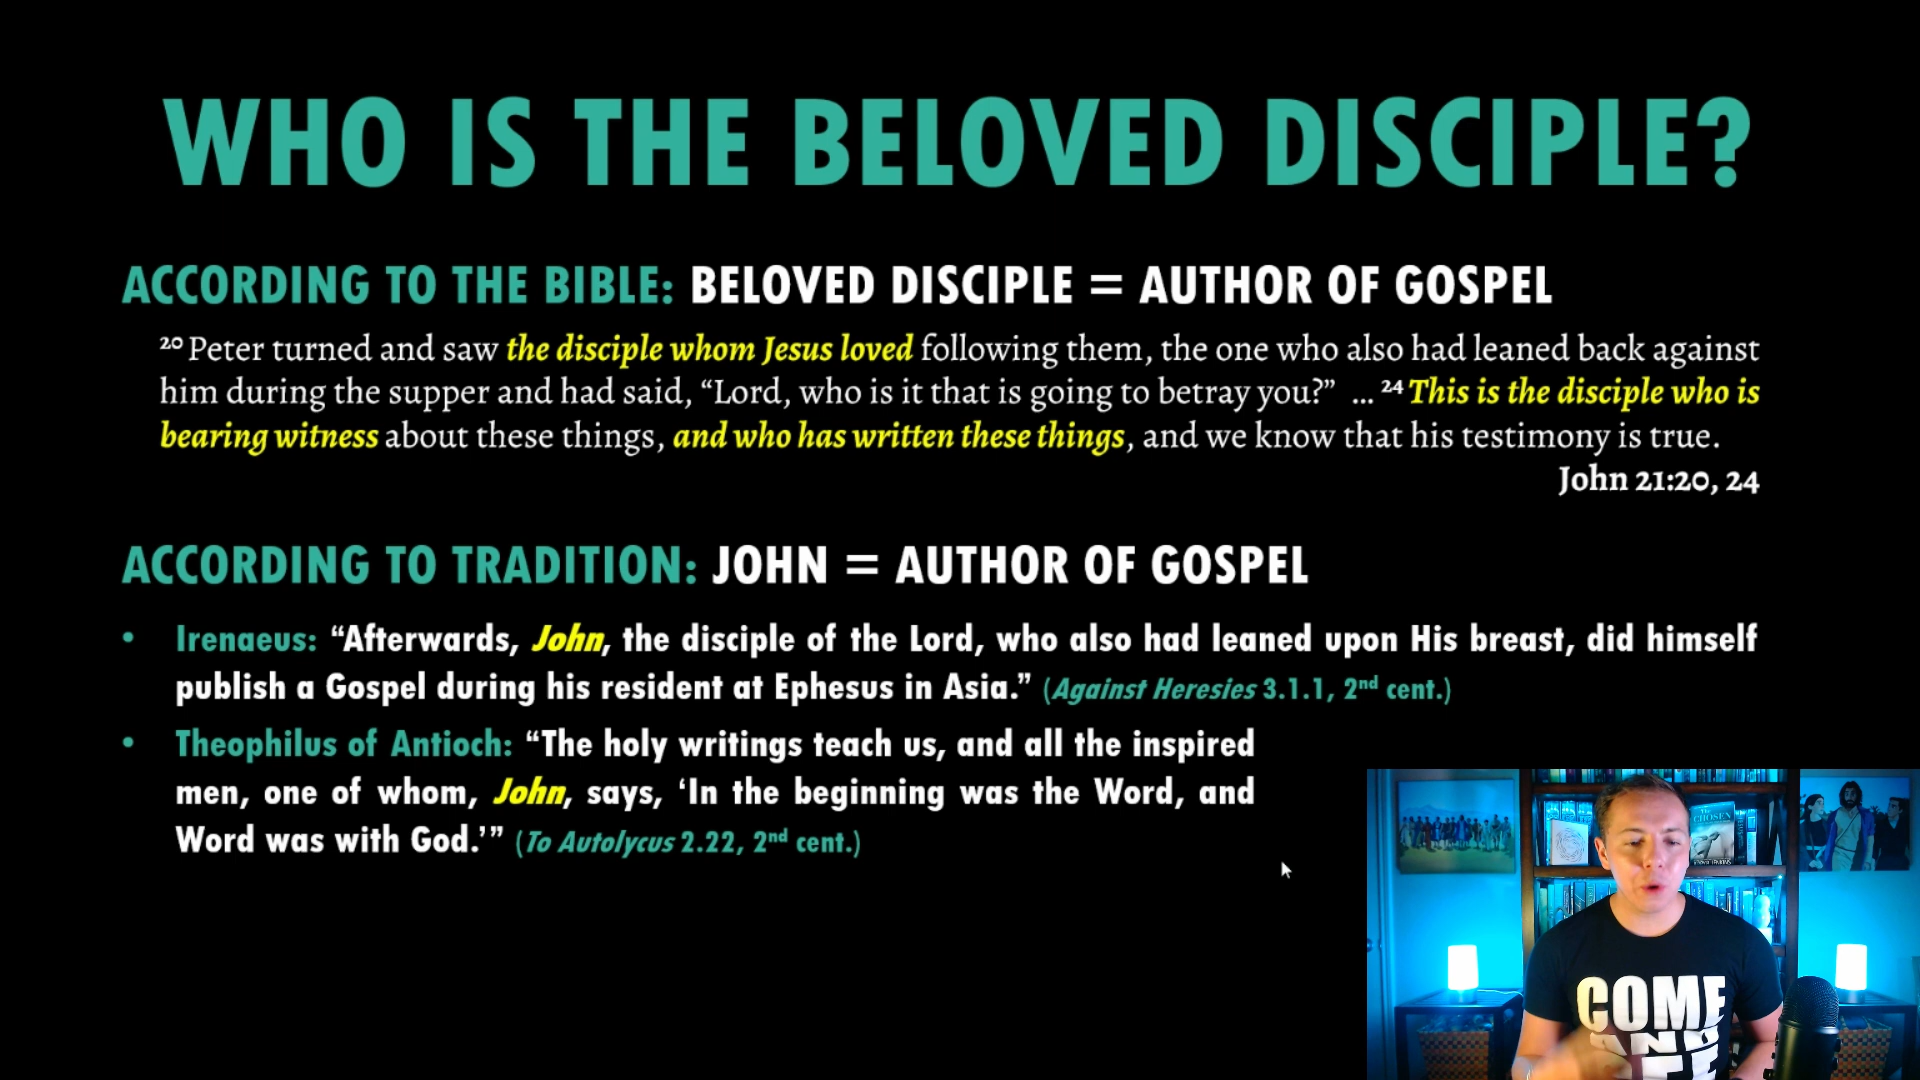 WHO IS THE BELOVED DISCIPLE?
ACCORDING TO THE BIBLE: BELOVED DISCIPLE = AUTHOR OF GOSPEL
²⁰ Peter turned and saw the disciple whom Jesus loved following them, the one who also had leaned back against
him during the supper and had said, “Lord, who is it that is going to betray you?” ... ²⁴ This is the disciple who is
bearing witness about these things, and who has written these things, and we know that his testimony is true.
John 21:20, 24
ACCORDING TO TRADITION: JOHN = AUTHOR OF GOSPEL
• Irenaeus: “Afterwards, John, the disciple of the Lord, who also had leaned upon His breast, did himself
publish a Gospel during his resident at Ephesus in Asia.” (Against Heresies 3.1.1, 2nd cent.)
• Theophilus of Antioch: “The holy writings teach us, and all the inspired
men, one of whom, John, says, ‘In the beginning was the Word, and
Word was with God.’” (To Autolycus 2.22, 2nd cent.)
CHOSEN
COME
AND